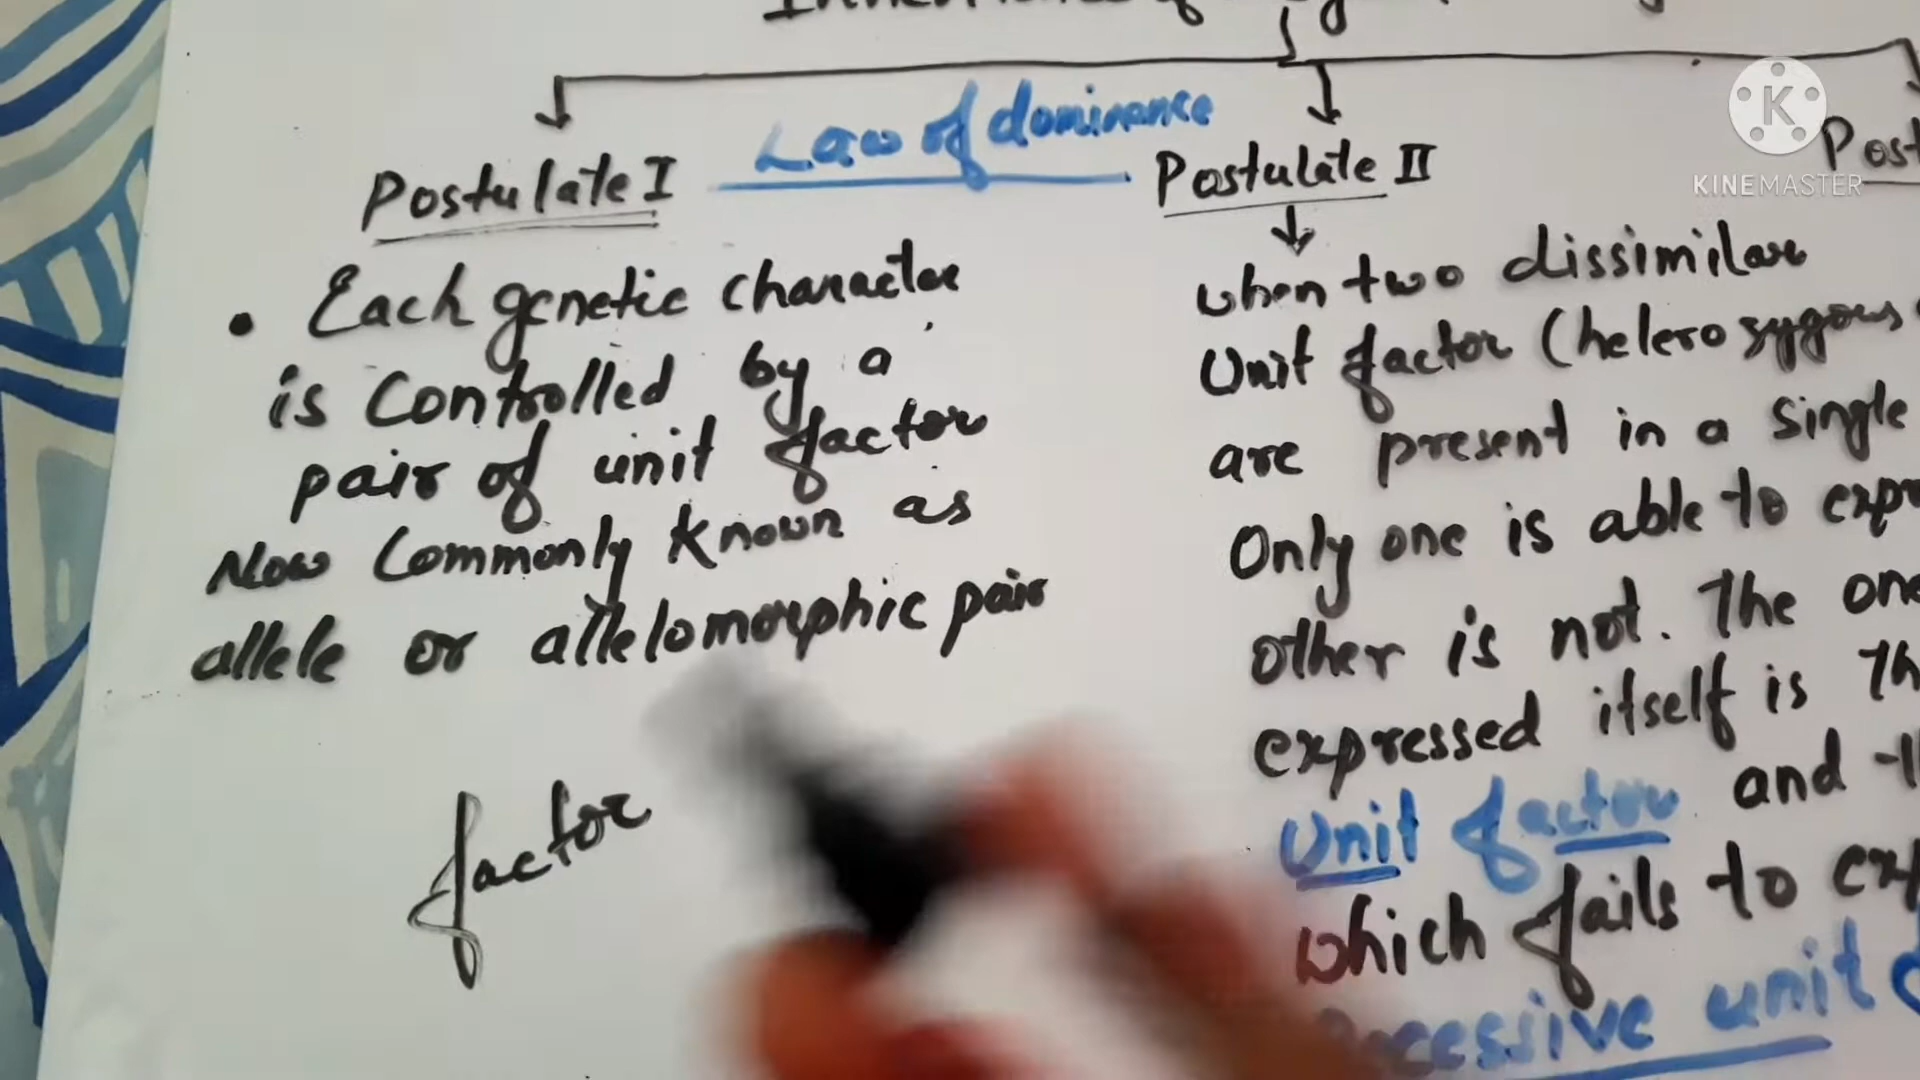 Law of dominance
Postulate I
• Each genetic character
is Controlled by a
pair of unit factor
Now Commonly known as
allele or allelomorphic pair
factor
Postulate II
when two dissimilar
Unit factor (heterozygous
are present in a single
Only one is able to
other is not. The
expressed itself is
Unit factor and
which fails to
unit
KINEMASTER